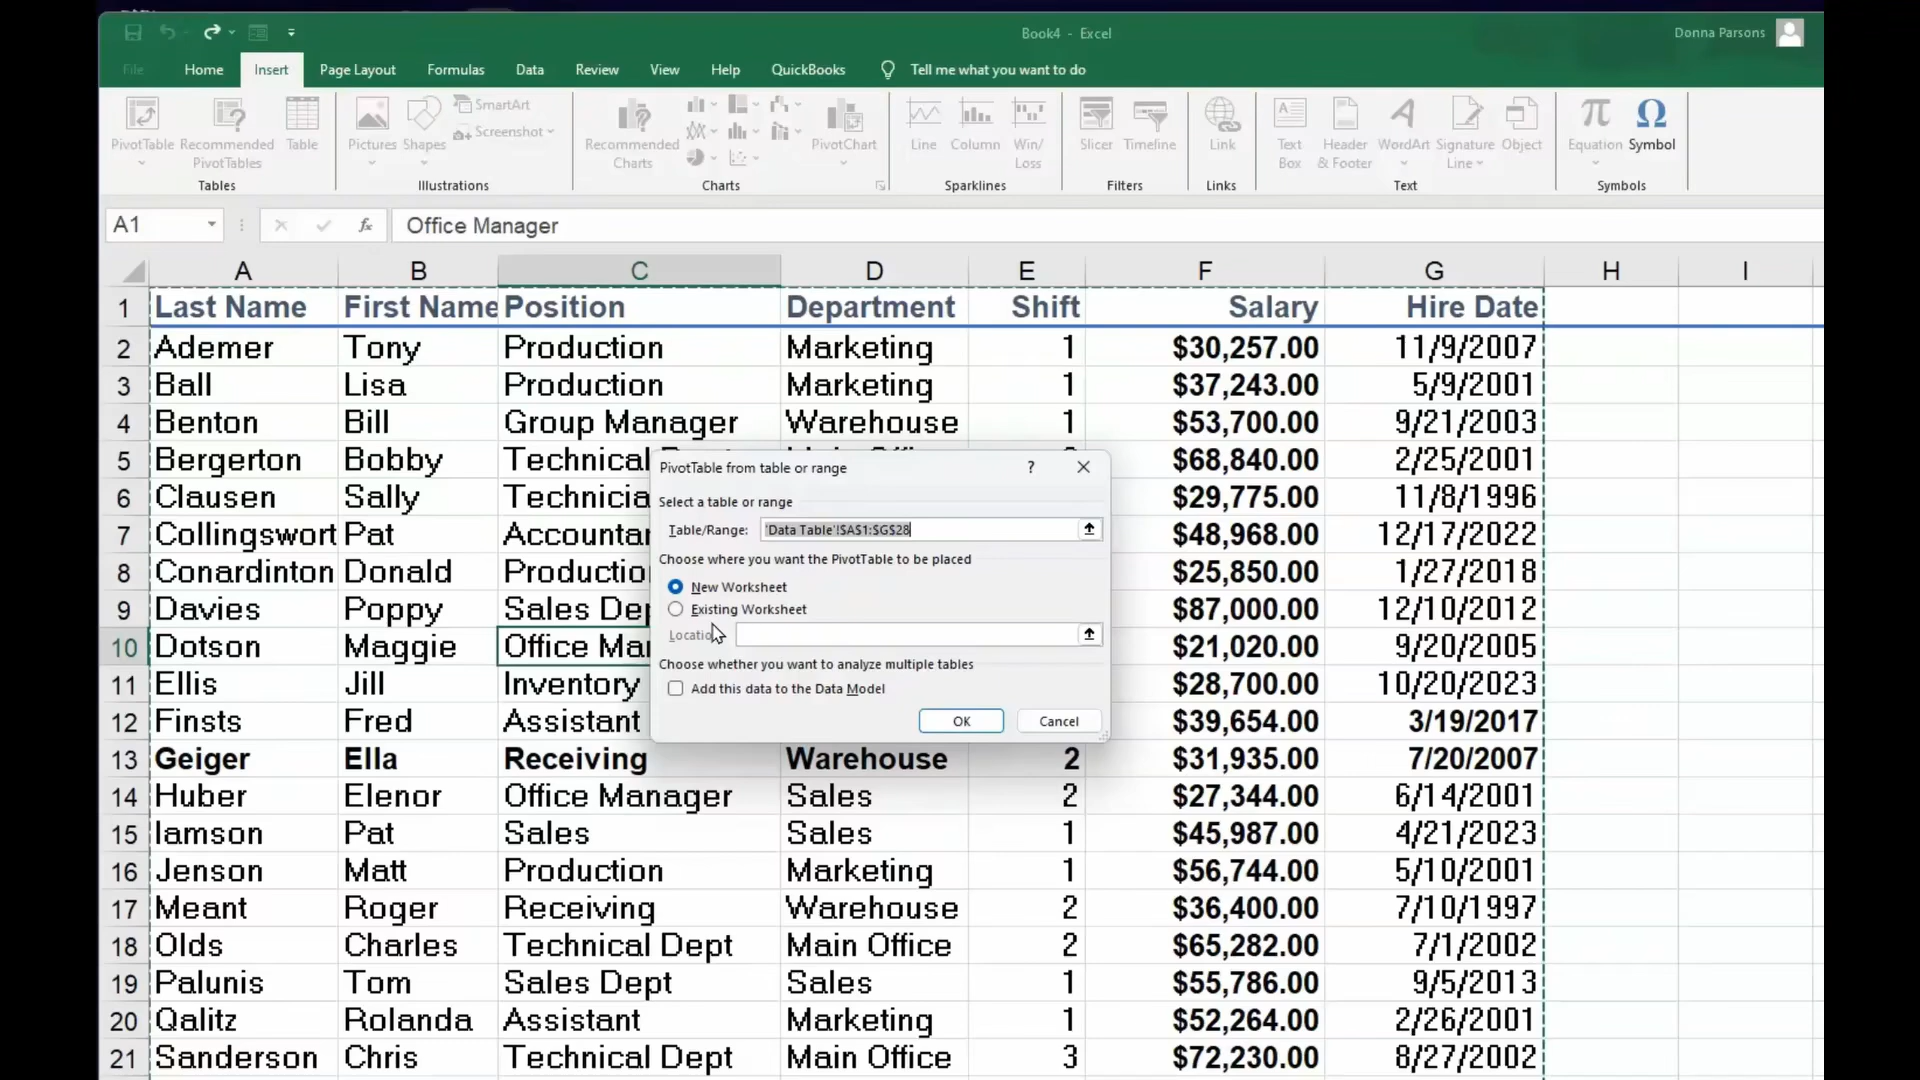 Book4 - Excel
Donna Parsons
File Home Insert Page Layout Formulas Data Review View Help QuickBooks Tell me what you want to do
PivotTable
Recommended PivotTables
Table
Tables
Pictures
Shapes
SmartArt
Screenshot
Illustrations
Recommended Charts
PivotChart
Charts
Line
Column
Win/ Loss
Sparklines
Slicer
Timeline
Filters
Link
Links
Text Box
Header & Footer
WordArt
Signature Line
Object
Text
Equation
Symbol
Symbols
A1 fx Office Manager
A B C D E F G H I
1 Last Name First Name Position Department Shift Salary Hire Date
2 Ademer Tony Production Marketing 1 $30,257.00 11/9/2007
3 Ball Lisa Production Marketing 1 $37,243.00 5/9/2001
4 Benton Bill Group Manager Warehouse 1 $53,700.00 9/21/2003
5 Bergerton Bobby Technical $68,840.00 2/25/2001
6 Clausen Sally Technicia $29,775.00 11/8/1996
7 Collingswort Pat Accountan $48,968.00 12/17/2022
8 Conardinton Donald Productio $25,850.00 1/27/2018
9 Davies Poppy Sales Dep $87,000.00 12/10/2012
10 Dotson Maggie Office Man $21,020.00 9/20/2005
11 Ellis Jill Inventory $28,700.00 10/20/2023
12 Finsts Fred Assistant $39,654.00 3/19/2017
13 Geiger Ella Receiving Warehouse 2 $31,935.00 7/20/2007
14 Huber Elenor Office Manager Sales 2 $27,344.00 6/14/2001
15 Iamson Pat Sales Sales 1 $45,987.00 4/21/2023
16 Jenson Matt Production Marketing 1 $56,744.00 5/10/2001
17 Meant Roger Receiving Warehouse 2 $36,400.00 7/10/1997
18 Olds Charles Technical Dept Main Office 2 $65,282.00 7/1/2002
19 Palunis Tom Sales Dept Sales 1 $55,786.00 9/5/2013
20 Qalitz Rolanda Assistant Marketing 1 $52,264.00 2/26/2001
21 Sanderson Chris Technical Dept Main Office 3 $72,230.00 8/27/2002
PivotTable from table or range ?
Select a table or range
Table/Range: 'Data Table'!$A$1:$G$28
Choose where you want the PivotTable to be placed
New Worksheet
Existing Worksheet
Locatio
Choose whether you want to analyze multiple tables
Add this data to the Data Model
OK Cancel